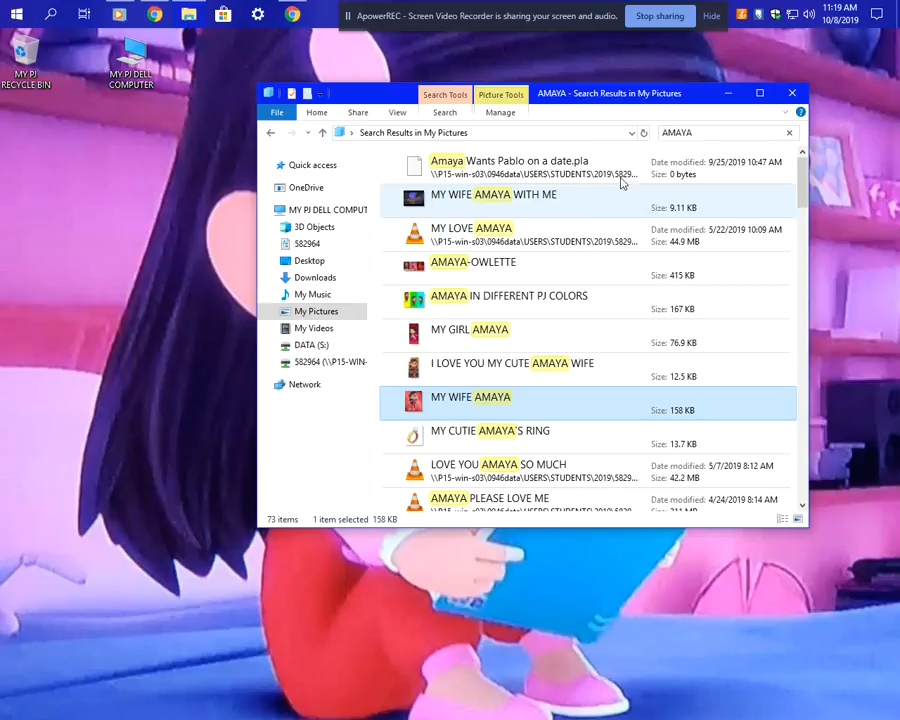 ApowerREC - Screen Video Recorder is sharing your screen and audio.
Stop sharing
Hide
11:19 AM
10/8/2019
MY PJ
RECYCLE BIN
MY PJ DELL
COMPUTER
Search Tools
Picture Tools
AMAYA - Search Results in My Pictures
File
Home
Share
View
Search
Manage
Search Results in My Pictures
AMAYA
Quick access
OneDrive
MY PJ DELL COMPUT
3D Objects
582964
Desktop
Downloads
My Music
My Pictures
My Videos
DATA (S:)
582964 (\\P15-WIN-
Network
Amaya Wants Pablo on a date.pla
\\P15-win-s03\0946data\USERS\STUDENTS\2019\5829...
Date modified: 9/25/2019 10:47 AM
Size: 0 bytes
MY WIFE AMAYA WITH ME
Size: 9.11 KB
MY LOVE AMAYA
\\P15-win-s03\0946data\USERS\STUDENTS\2019\5829...
Date modified: 5/22/2019 10:09 AM
Size: 44.9 MB
AMAYA-OWLETTE
Size: 415 KB
AMAYA IN DIFFERENT PJ COLORS
Size: 167 KB
MY GIRL AMAYA
Size: 76.9 KB
I LOVE YOU MY CUTE AMAYA WIFE
Size: 12.5 KB
MY WIFE AMAYA
Size: 158 KB
MY CUTIE AMAYA`S RING
Size: 13.7 KB
LOVE YOU AMAYA SO MUCH
\\P15-win-s03\0946data\USERS\STUDENTS\2019\5829...
Date modified: 5/7/2019 8:12 AM
Size: 42.2 MB
AMAYA PLEASE LOVE ME
Date modified: 4/24/2019 8:14 AM
73 items
1 item selected 158 KB